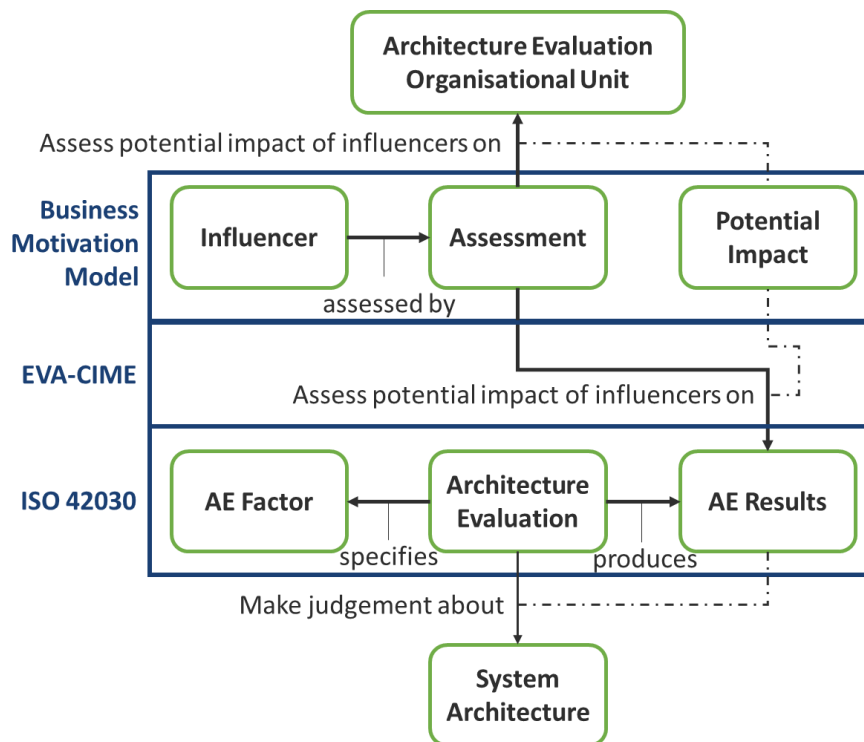 Architecture Evaluation
Organisational Unit
Assess potential impact of influencers on
Business
Motivation
Model
Influencer
Assessment
Potential
Impact
assessed by
EVA-CIME
Assess potential impact of influencers on
ISO 42030
AE Factor
Architecture
Evaluation
AE Results
specifies
produces
Make judgement about
System
Architecture